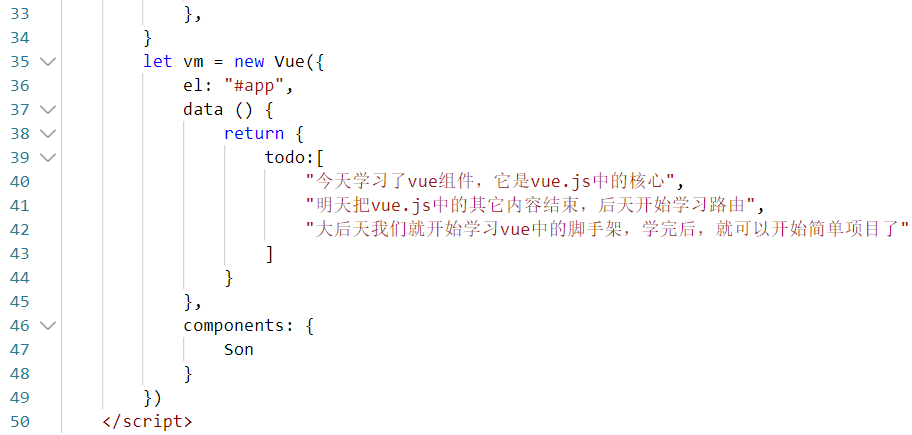 33 },
34 }
35 let vm = new Vue({
36 el: "#app",
37 data () {
38 return {
39 todo:[
40 "今天学习了vue组件，它是vue.js中的核心",
41 "明天把vue.js中的其它内容结束，后天开始学习路由",
42 "大后天我们就开始学习vue中的脚手架，学完后，就可以开始简单项目了"
43 ]
44 }
45 },
46 components: {
47 Son
48 }
49 })
50 </script>